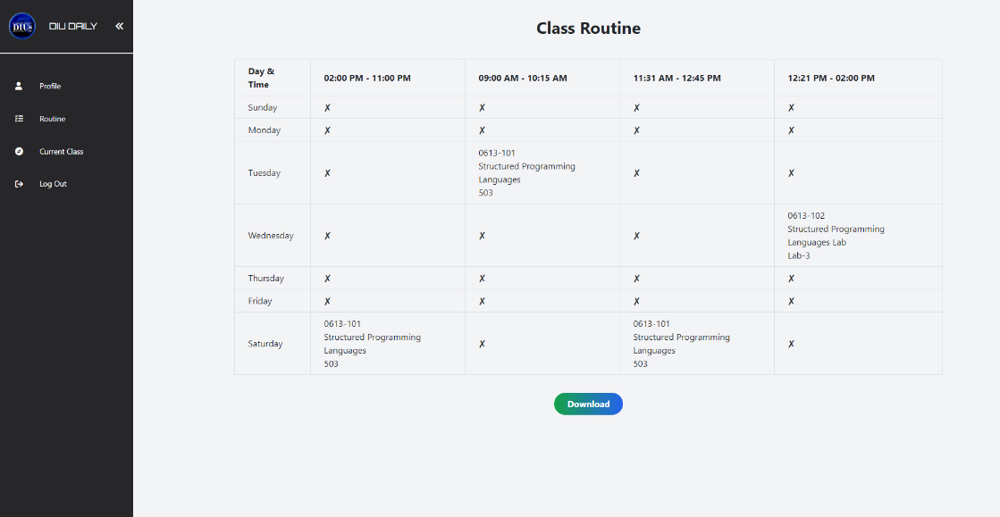 DIU DAILY
Profile
Routine
Current Class
Log Out
Class Routine
Day & Time 02:00 PM - 11:00 PM 09:00 AM - 10:15 AM 11:31 AM - 12:45 PM 12:21 PM - 02:00 PM
Sunday ✗ ✗ ✗ ✗
Monday ✗ ✗ ✗ ✗
Tuesday ✗
0613-101
Structured Programming
Languages
503
✗ ✗
Wednesday ✗ ✗ ✗
0613-102
Structured Programming
Languages Lab
Lab-3
Thursday ✗ ✗ ✗ ✗
Friday ✗ ✗ ✗ ✗
Saturday
0613-101
Structured Programming
Languages
503
✗
0613-101
Structured Programming
Languages
503
✗
Download